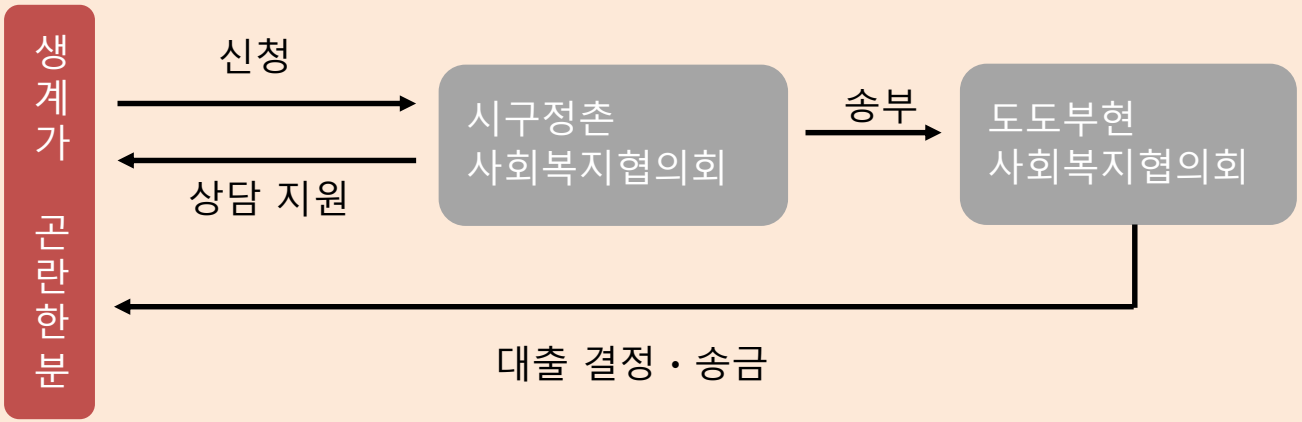 생계가 곤란한분
신청
상담 지원
시구정촌
사회복지협의회
송부
도도부현
사회복지협의회
대출 결정・송금